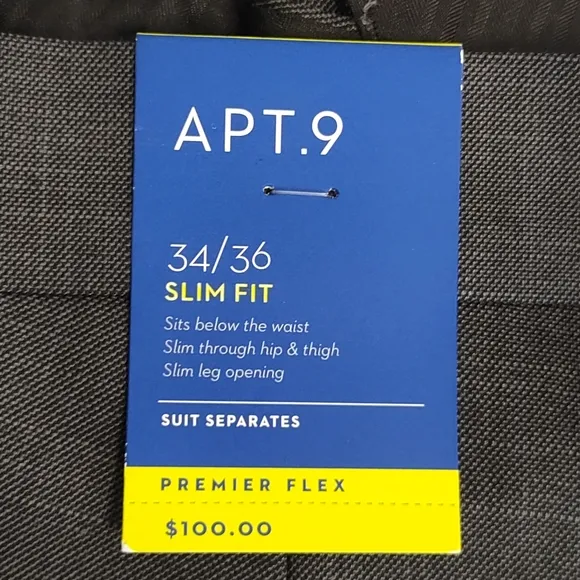 APT.9
34/36
SLIM FIT
Sits below the waist
Slim through hip & thigh
Slim leg opening
SUIT SEPARATES
PREMIER FLEX
$100.00